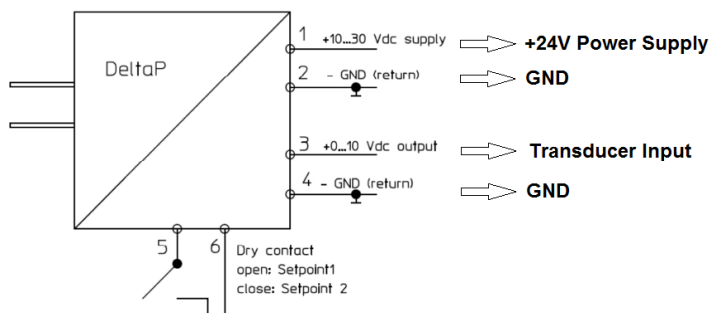 DeltaP
1 +10...30 Vdc supply +24V Power Supply
2 - GND (return) GND
3 +0...10 Vdc output Transducer Input
4 - GND (return) GND
5 6 Dry contact
open: Setpoint1
close: Setpoint 2